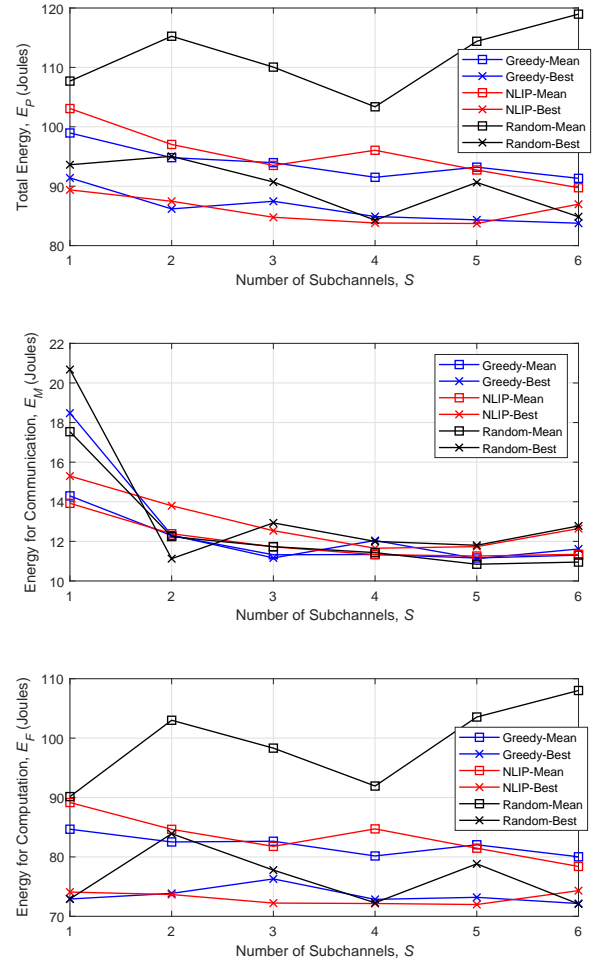 120
110
100
90
80
Total Energy, E_P (Joules)
Greedy-Mean
Greedy-Best
NLIP-Mean
NLIP-Best
Random-Mean
Random-Best
1 2 3 4 5 6
Number of Subchannels, S
22
20
18
16
14
12
10
Energy for Communication, E_M (Joules)
Greedy-Mean
Greedy-Best
NLIP-Mean
NLIP-Best
Random-Mean
Random-Best
1 2 3 4 5 6
Number of Subchannels, S
110
100
90
80
70
Energy for Computation, E_F (Joules)
Greedy-Mean
Greedy-Best
NLIP-Mean
NLIP-Best
Random-Mean
Random-Best
1 2 3 4 5 6
Number of Subchannels, S